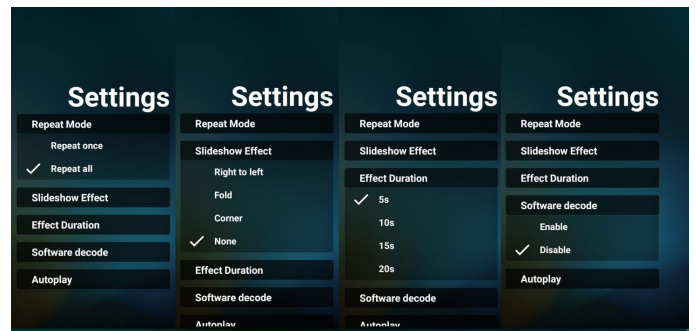 Settings
Repeat Mode
Repeat once
Repeat all
Slideshow Effect
Effect Duration
Software decode
Autoplay
Settings
Repeat Mode
Slideshow Effect
Right to left
Fold
Corner
None
Effect Duration
Software decode
Autoplay
Settings
Repeat Mode
Slideshow Effect
Effect Duration
5s
10s
15s
20s
Software decode
Autoplay
Settings
Repeat Mode
Slideshow Effect
Effect Duration
Software decode
Enable
Disable
Autoplay